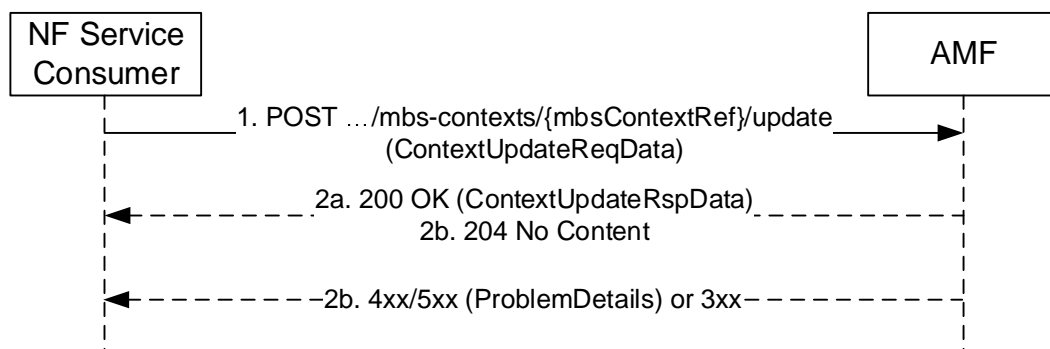 NF Service
Consumer
AMF
1. POST …/mbs-contexts/{mbsContextRef}/update
(ContextUpdateReqData)
2a. 200 OK (ContextUpdateRspData)
2b. 204 No Content
2b. 4xx/5xx (ProblemDetails) or 3xx